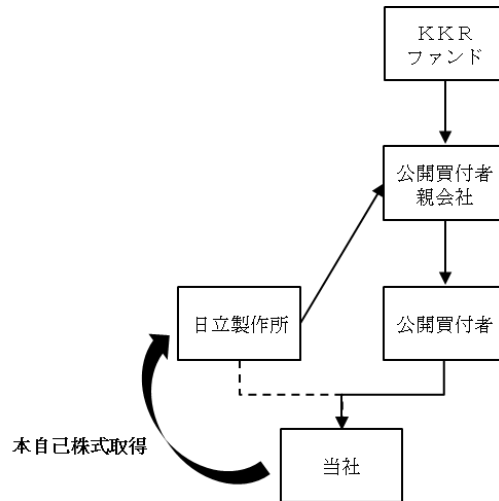 ＫＫＲ
ファンド
公開買付者
親会社
日立製作所
公開買付者
本自己株式取得
当社